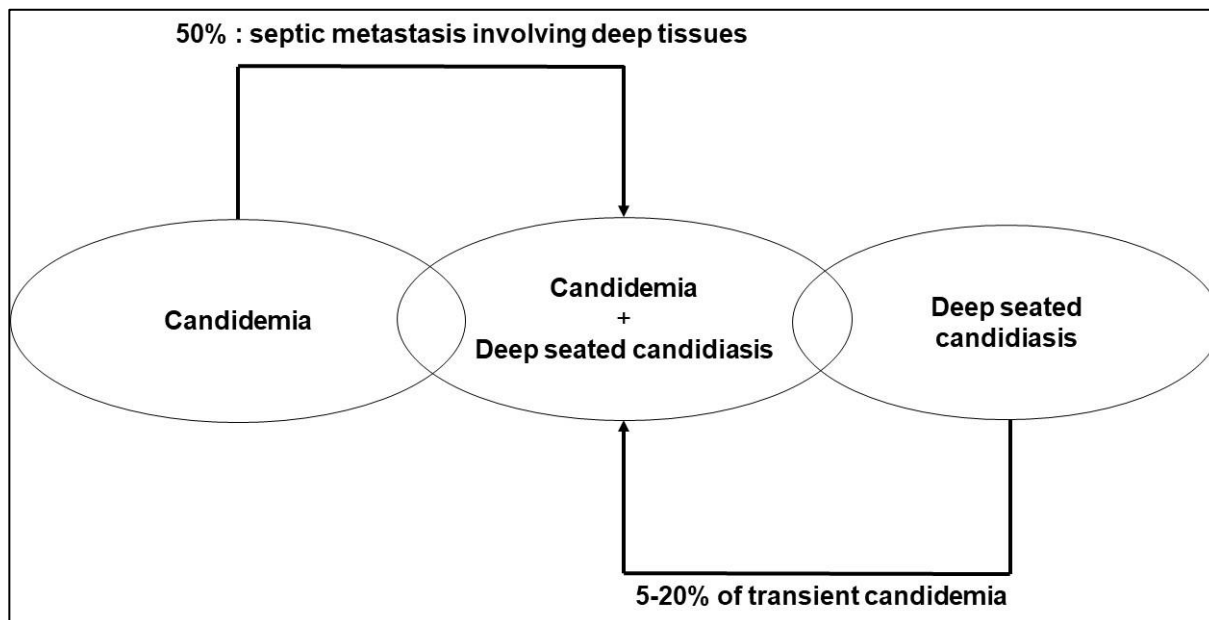 50% : septic metastasis involving deep tissues
Candidemia
Candidemia
+
Deep seated candidiasis
Deep seated
candidiasis
5-20% of transient candidemia